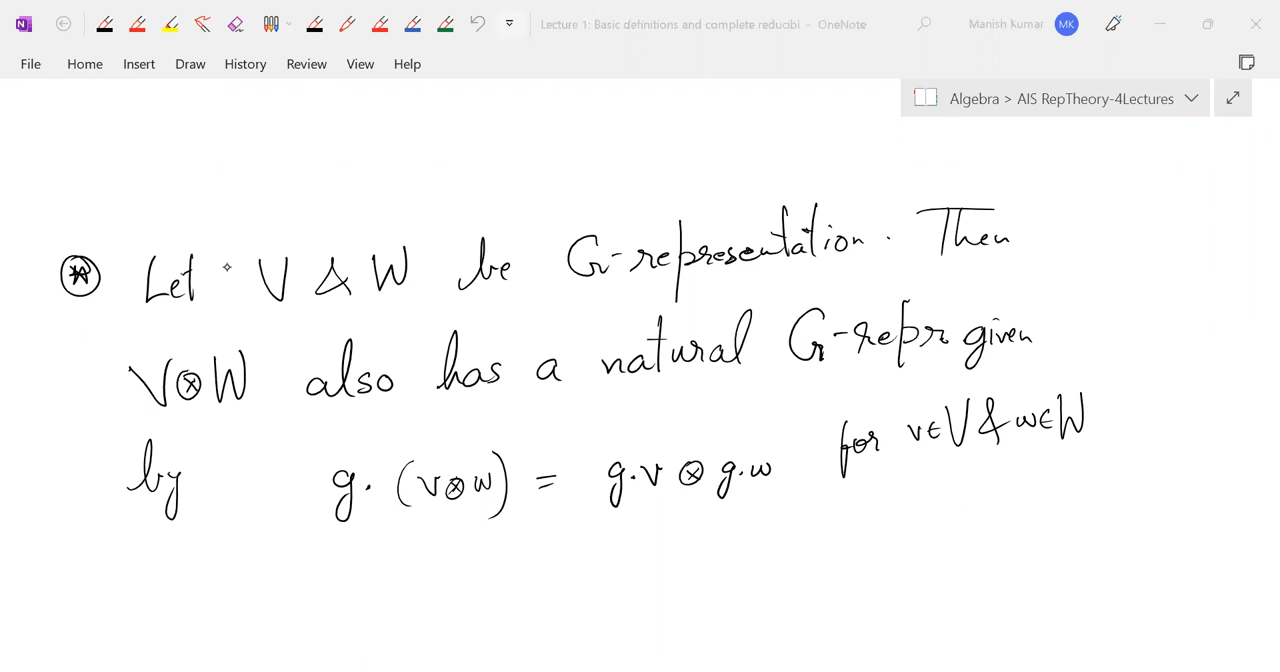 Lecture 1: Basic definitions and complete reducibi - OneNote
Manish Kumar MK
File Home Insert Draw History Review View Help
Algebra > AIS RepTheory-4Lectures
Let V & W be G-representation. Then
V⊗W also has a natural G-repr given
by g.(v⊗w) = g.v ⊗ g.w for v∈V & w∈W